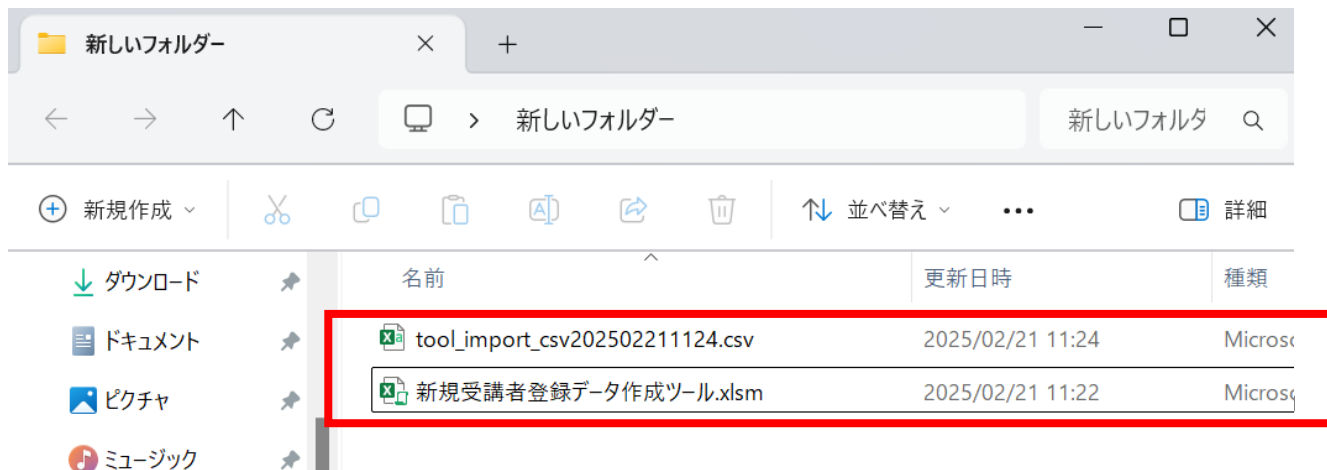 新しいフォルダー
新しいフォルダー 新しいフォルダ
新規作成 並べ替え 詳細
名前 更新日時 種類
ダウンロード
ドキュメント
ピクチャ
ミュージック
tool_import_csv202502211124.csv 2025/02/21 11:24 Microso
新規受講者登録データ作成ツール.xlsm 2025/02/21 11:22 Microso